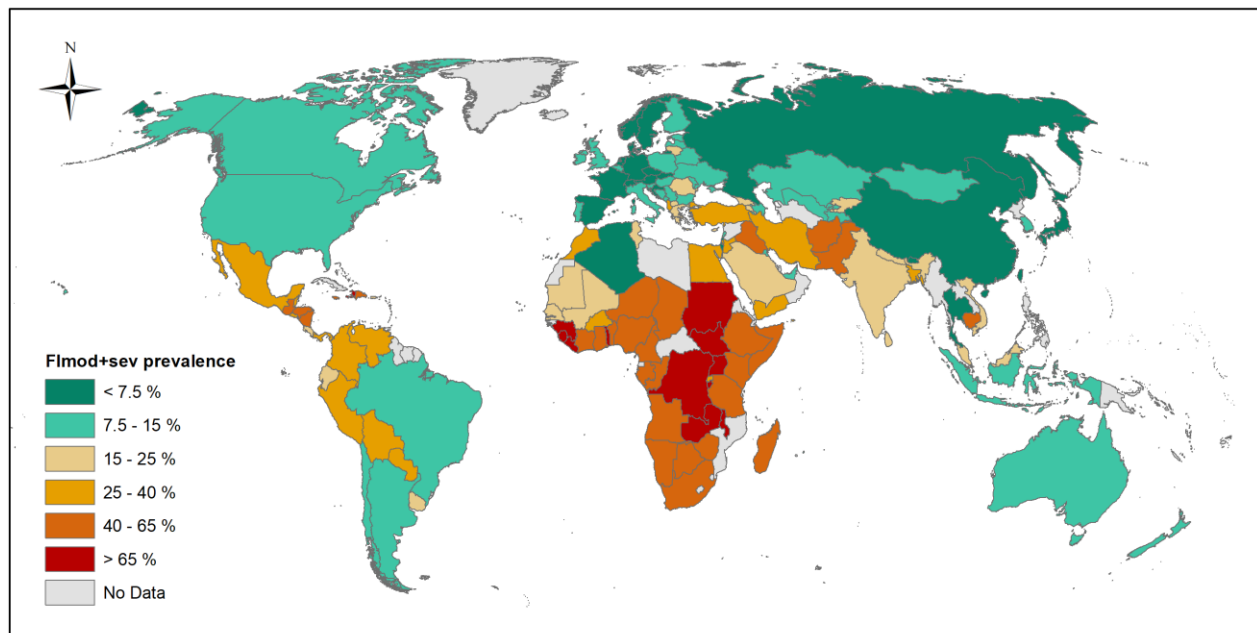 N
FImod+sev prevalence
< 7.5 %
7.5 - 15 %
15 - 25 %
25 - 40 %
40 - 65 %
> 65 %
No Data